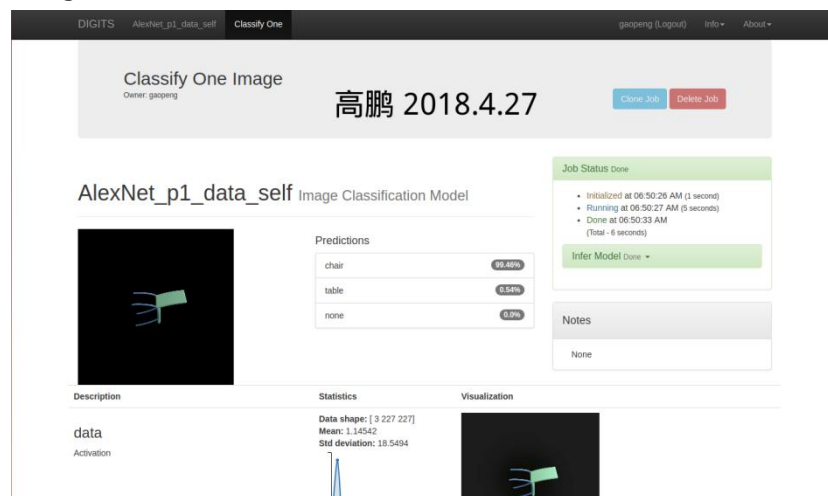 DIGITS AlexNet_p1_data_self Classify One gaopeng (Logout) Info About
Classify One Image
Owner: gaopeng
高鹏 2018.4.27
Clone Job Delete Job
AlexNet_p1_data_self Image Classification Model
Job Status Done
Initialized at 06:50:26 AM (1 second)
Running at 06:50:27 AM (5 seconds)
Done at 06:50:33 AM
(Total - 6 seconds)
Infer Model Done
Predictions
chair 99.46%
table 0.54%
none 0.0%
Notes
None
Description Statistics Visualization
data
Activation
Data shape: [ 3 227 227]
Mean: 1.14542
Std deviation: 18.5494